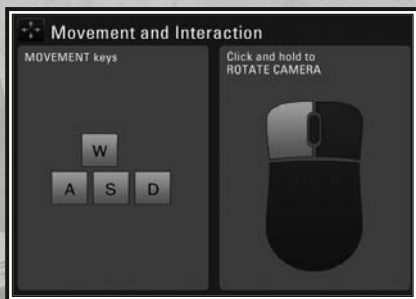 Movement and Interaction
MOVEMENT keys
W
A S D
Click and hold to
ROTATE CAMERA